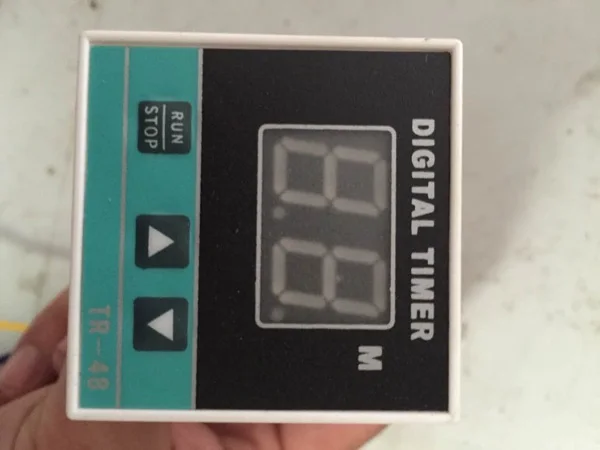 DIGITAL TIMER
M
RUN
STOP
TR-48